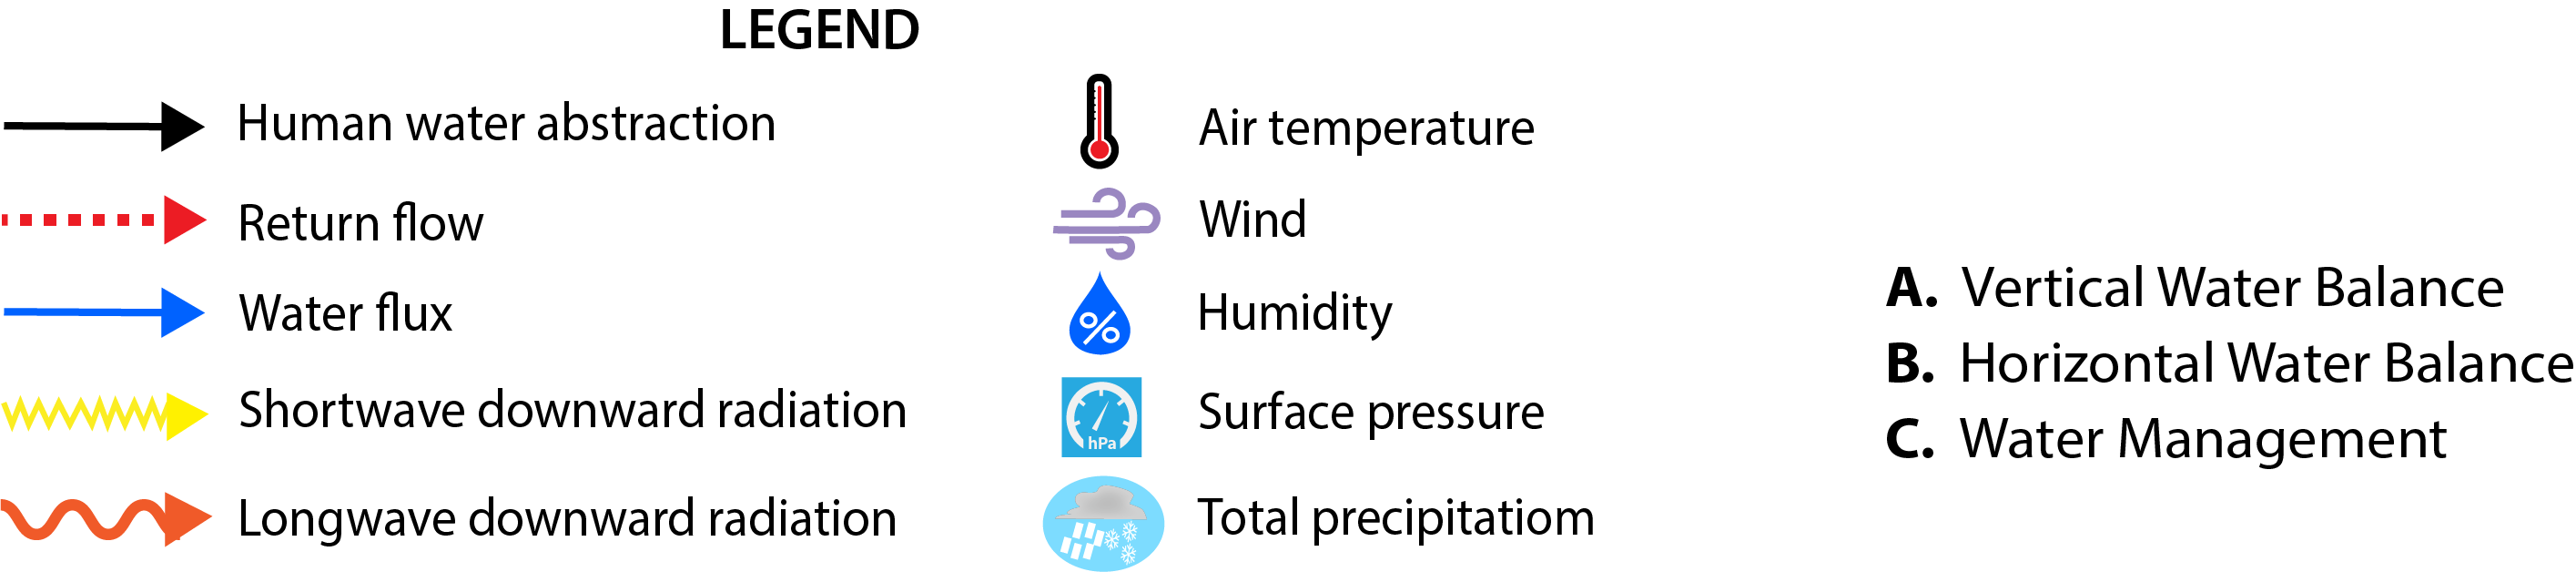 LEGEND
Human water abstraction
Return flow
Water flux
Shortwave downward radiation
Longwave downward radiation
Air temperature
Wind
%
Humidity
hPa
Surface pressure
Total precipitatiom
A. Vertical Water Balance
B. Horizontal Water Balance
C. Water Management